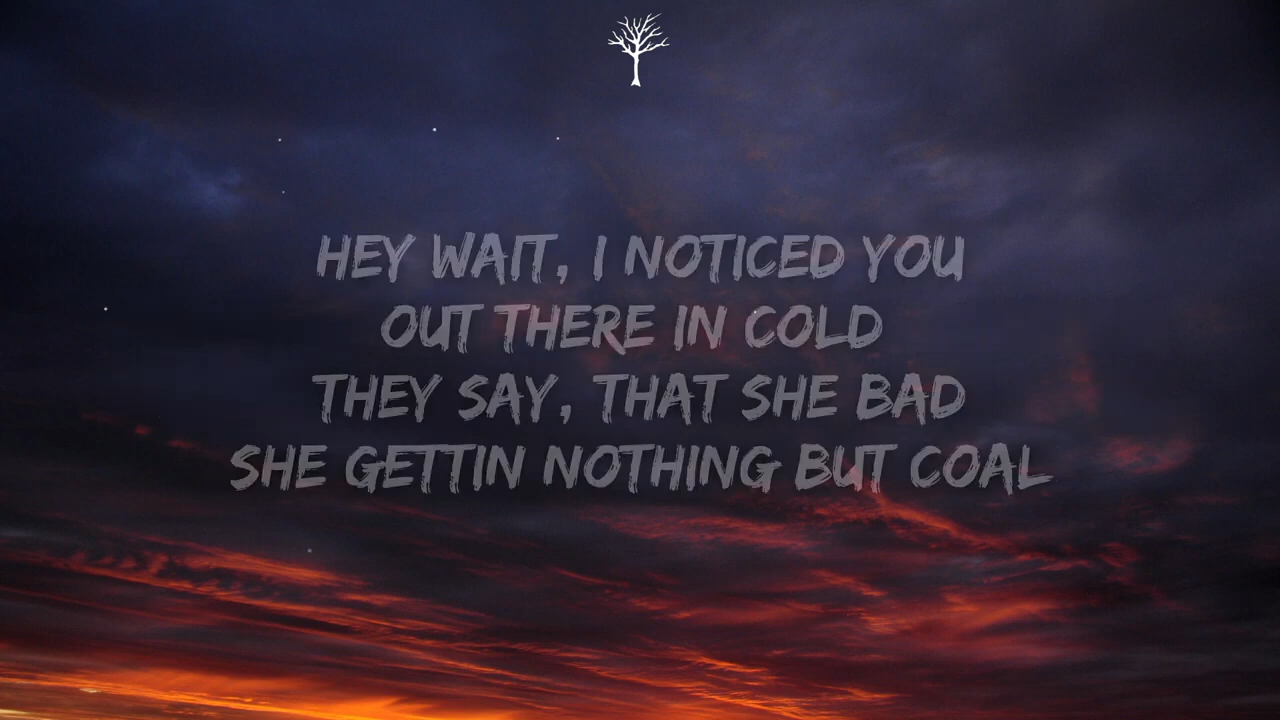 HEY WAIT, I NOTICED YOU
OUT THERE IN COLD
THEY SAY, THAT SHE BAD
SHE GETTIN NOTHING BUT COAL